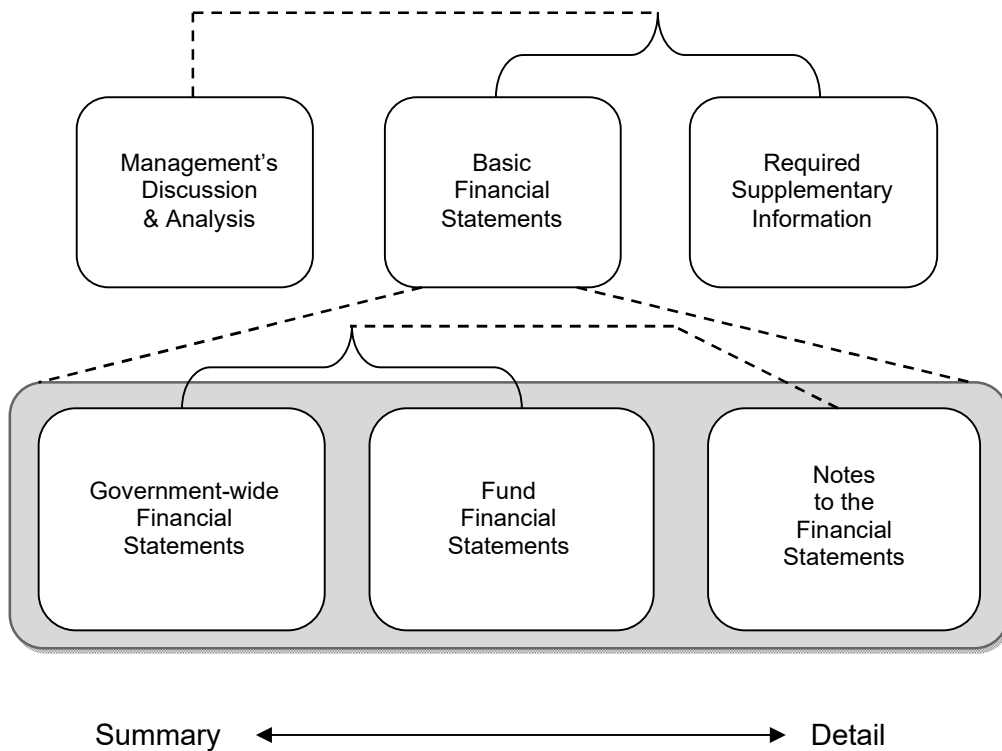 Management’s
Discussion
& Analysis
Basic
Financial
Statements
Required
Supplementary
Information
Government-wide
Financial
Statements
Fund
Financial
Statements
Notes
to the
Financial
Statements
Summary
Detail